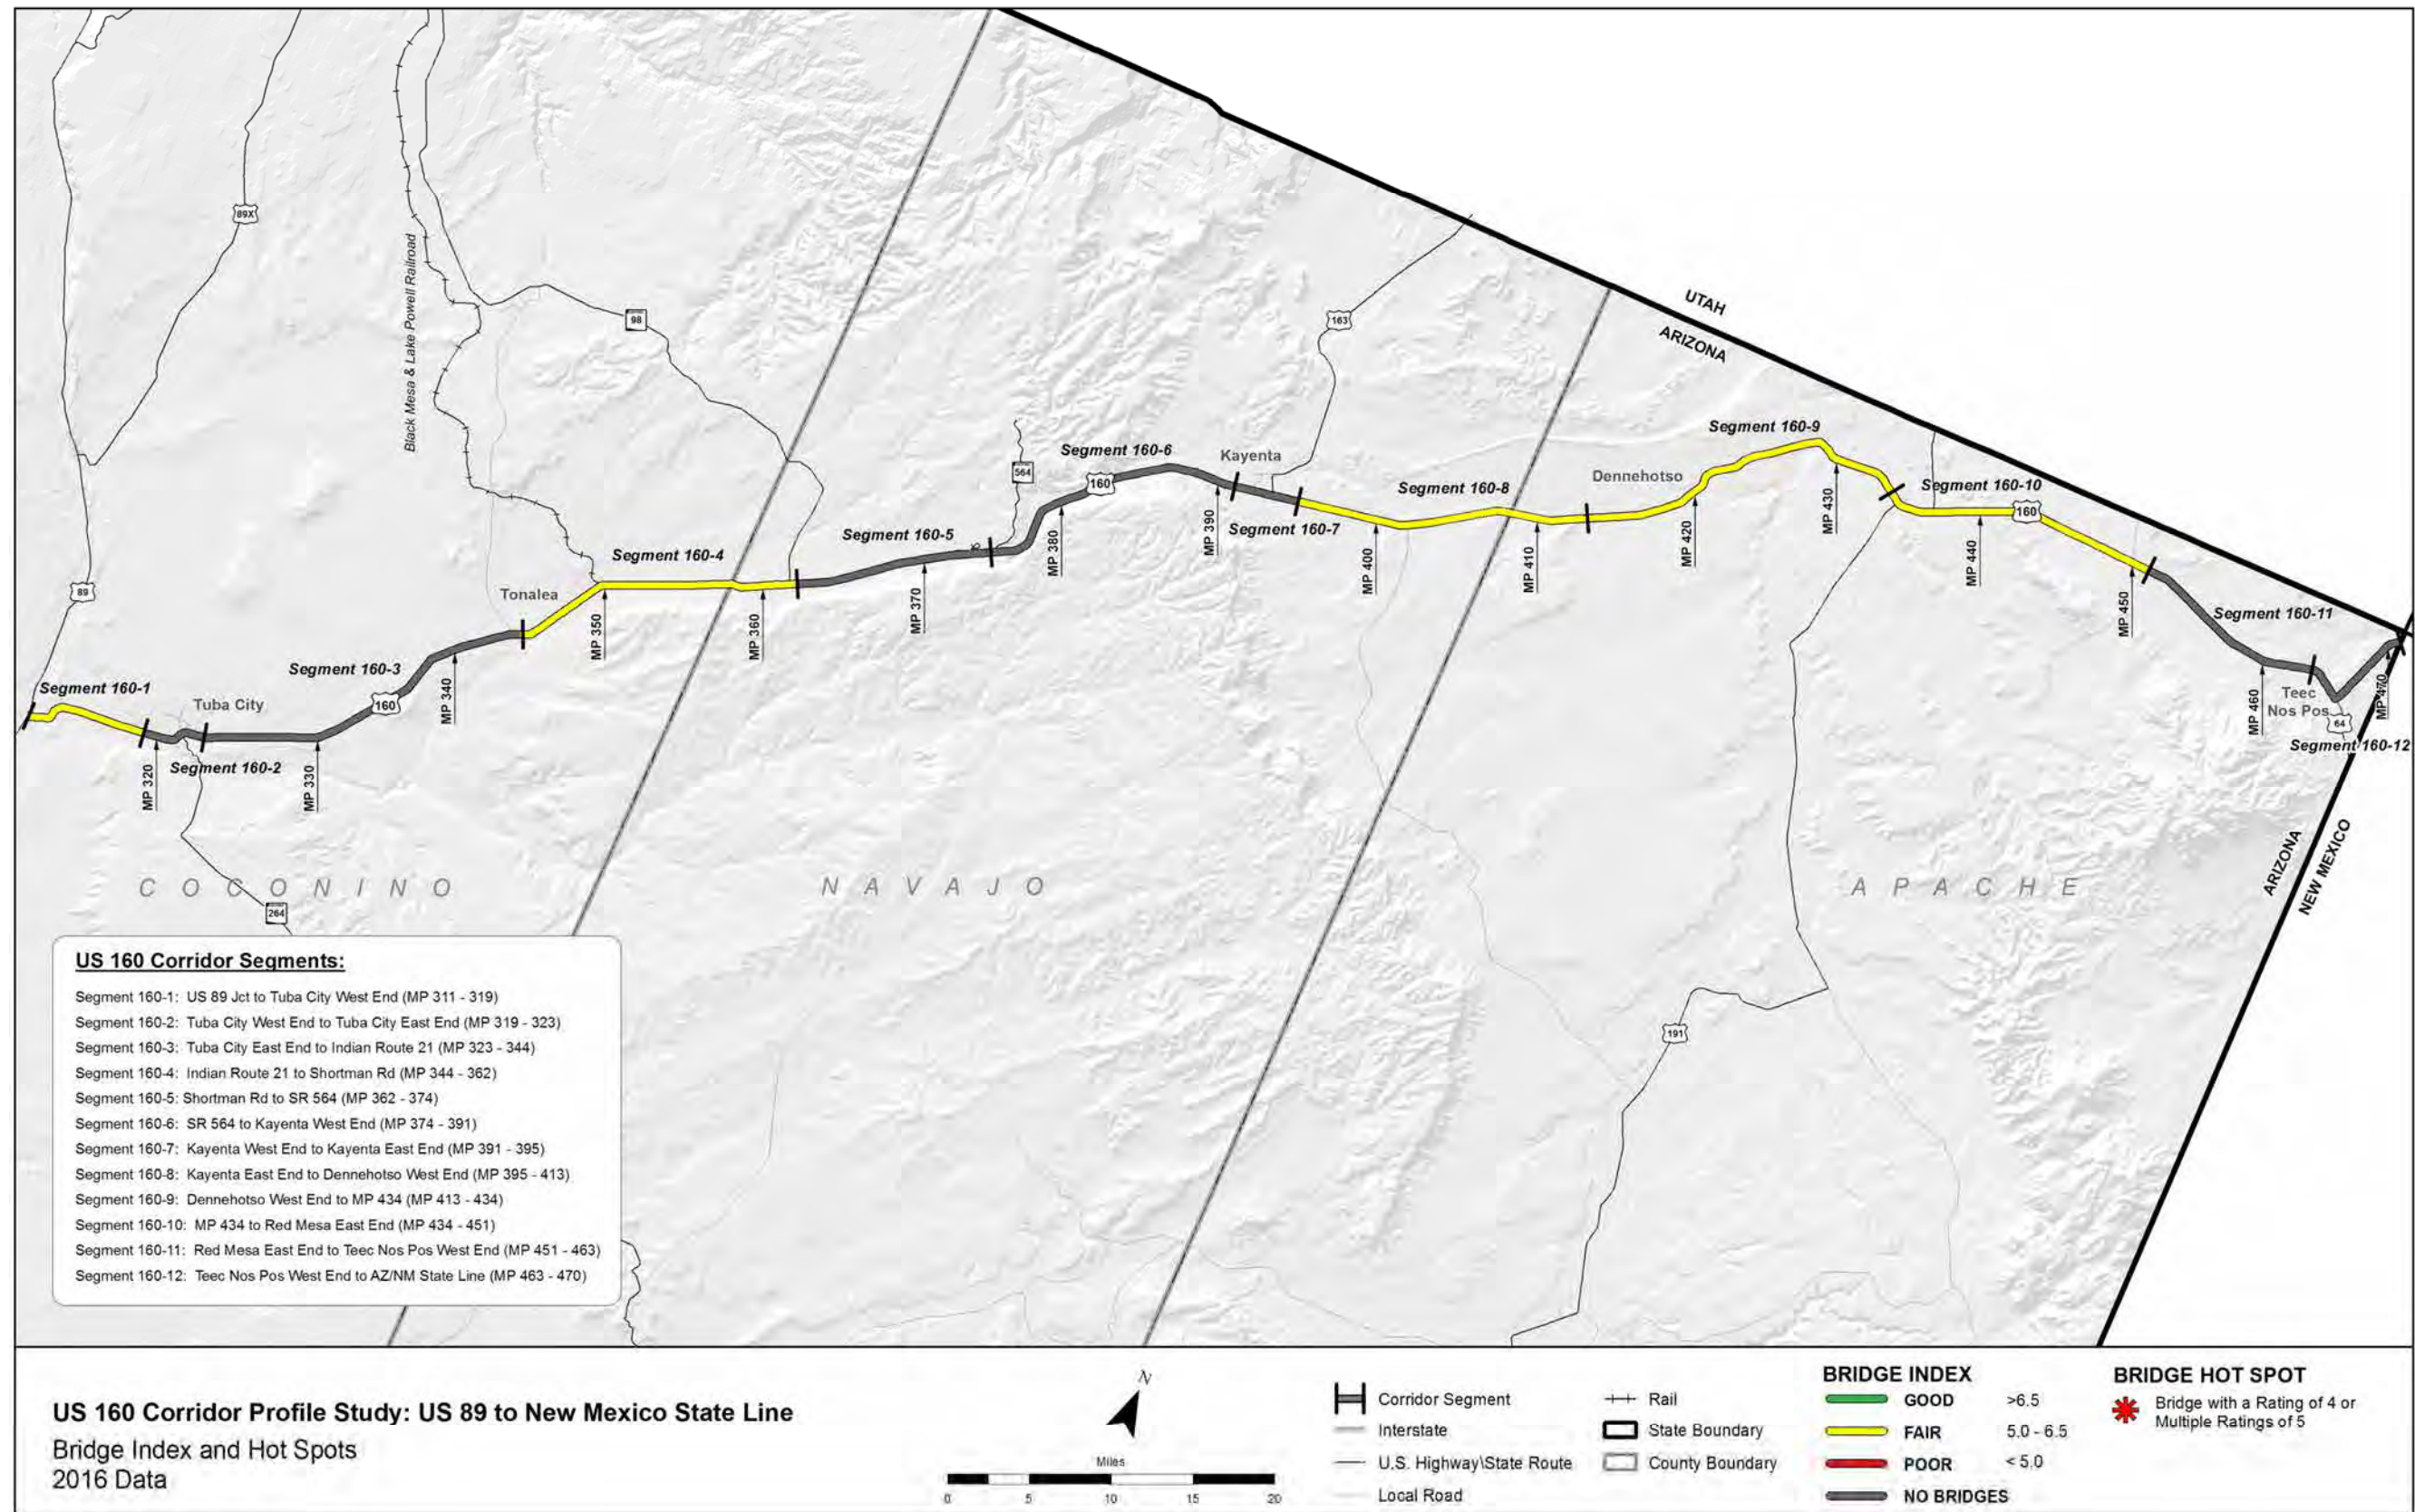 89X
Black Mesa & Lake Powell Railroad
98
163
UTAH
ARIZONA
Segment 160-9
Segment 160-6
Kayenta
564
160
Dennehotso
Segment 160-8
Segment 160-10
160
MP 430
MP 390
Segment 160-7
MP 420
MP 380
Segment 160-5
MP 410
MP 440
MP 400
Segment 160-4
89
Tonalea
MP 370
MP 350
MP 360
MP 450
Segment 160-11
Segment 160-3
MP 340
Segment 160-1
Tuba City
160
MP 460
Teec
Nos Pos
64
MP 470
Segment 160-12
Segment 160-2
MP 320
MP 330
ARIZONA
NEW MEXICO
COCONINO
NAVAJO
APACHE
264
191
US 160 Corridor Segments:
Segment 160-1: US 89 Jct to Tuba City West End (MP 311 - 319)
Segment 160-2: Tuba City West End to Tuba City East End (MP 319 - 323)
Segment 160-3: Tuba City East End to Indian Route 21 (MP 323 - 344)
Segment 160-4: Indian Route 21 to Shortman Rd (MP 344 - 362)
Segment 160-5: Shortman Rd to SR 564 (MP 362 - 374)
Segment 160-6: SR 564 to Kayenta West End (MP 374 - 391)
Segment 160-7: Kayenta West End to Kayenta East End (MP 391 - 395)
Segment 160-8: Kayenta East End to Dennehotso West End (MP 395 - 413)
Segment 160-9: Dennehotso West End to MP 434 (MP 413 - 434)
Segment 160-10: MP 434 to Red Mesa East End (MP 434 - 451)
Segment 160-11: Red Mesa East End to Teec Nos Pos West End (MP 451 - 463)
Segment 160-12: Teec Nos Pos West End to AZ/NM State Line (MP 463 - 470)
US 160 Corridor Profile Study: US 89 to New Mexico State Line
Bridge Index and Hot Spots
2016 Data
N
Miles
0 5 10 15 20
Corridor Segment
Interstate
U.S. Highway\State Route
Local Road
Rail
State Boundary
County Boundary
BRIDGE INDEX
GOOD >6.5
FAIR 5.0 - 6.5
POOR < 5.0
NO BRIDGES
BRIDGE HOT SPOT
Bridge with a Rating of 4 or
Multiple Ratings of 5